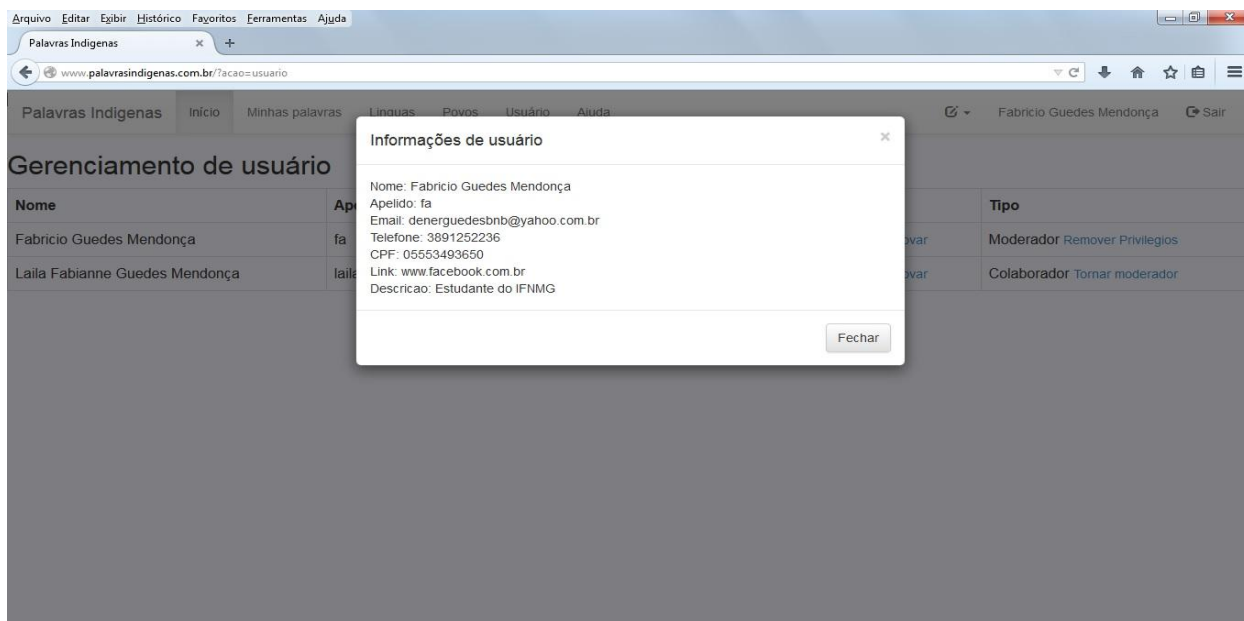 Arquivo Editar Exibir Histórico Favoritos Ferramentas Ajuda
Palavras Indigenas
www.palavrasindigenas.com.br/?acao=usuario
Palavras Indigenas Início Minhas palavras Linguas Povos Usuário Ajuda Fabricio Guedes Mendonça Sair
Informações de usuário
Gerenciamento de usuário
Nome: Fabricio Guedes Mendonça
Apelido: fa
Email: denerguedesbnb@yahoo.com.br
Telefone: 3891252236
CPF: 05553493650
Link: www.facebook.com.br
Descricao: Estudante do IFNMG
Fechar
Nome Tipo
Fabricio Guedes Mendonça fa Moderador Remover Privilegios
Laila Fabianne Guedes Mendonça Colaborador Tornar moderador